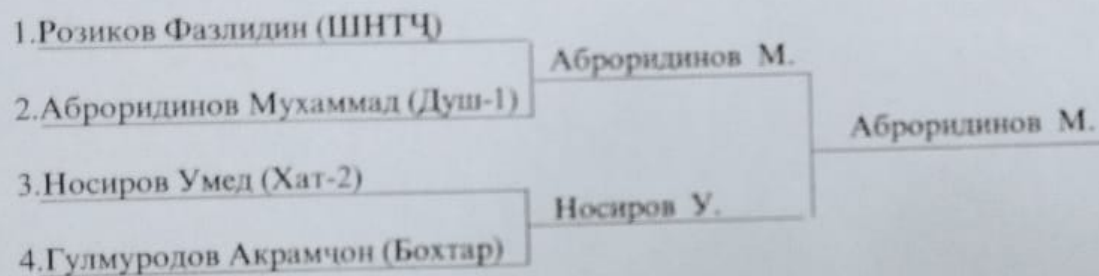 1.Розиков Фазлидин (ШНТЧ)
Аброридинов М.
2.Аброридинов Мухаммад (Душ-1)
Аброридинов М.
3.Носиров Умед (Хат-2)
Носиров У.
4.Гулмуродов Акрамҷон (Бохтар)